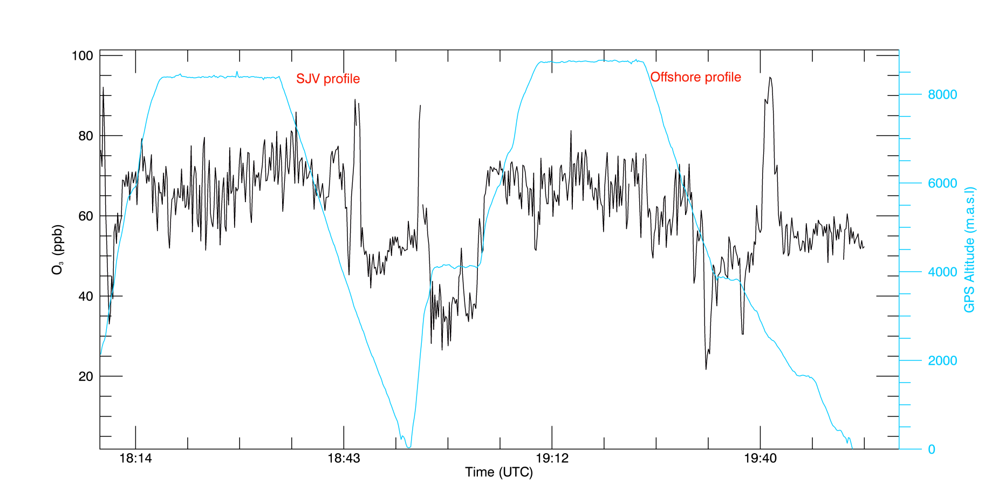 100
80
60
40
20
O₃ (ppb)
SJV profile
Offshore profile
8000
6000
4000
2000
0
GPS Altitude (m.a.s.l)
18:14
18:43
19:12
19:40
Time (UTC)